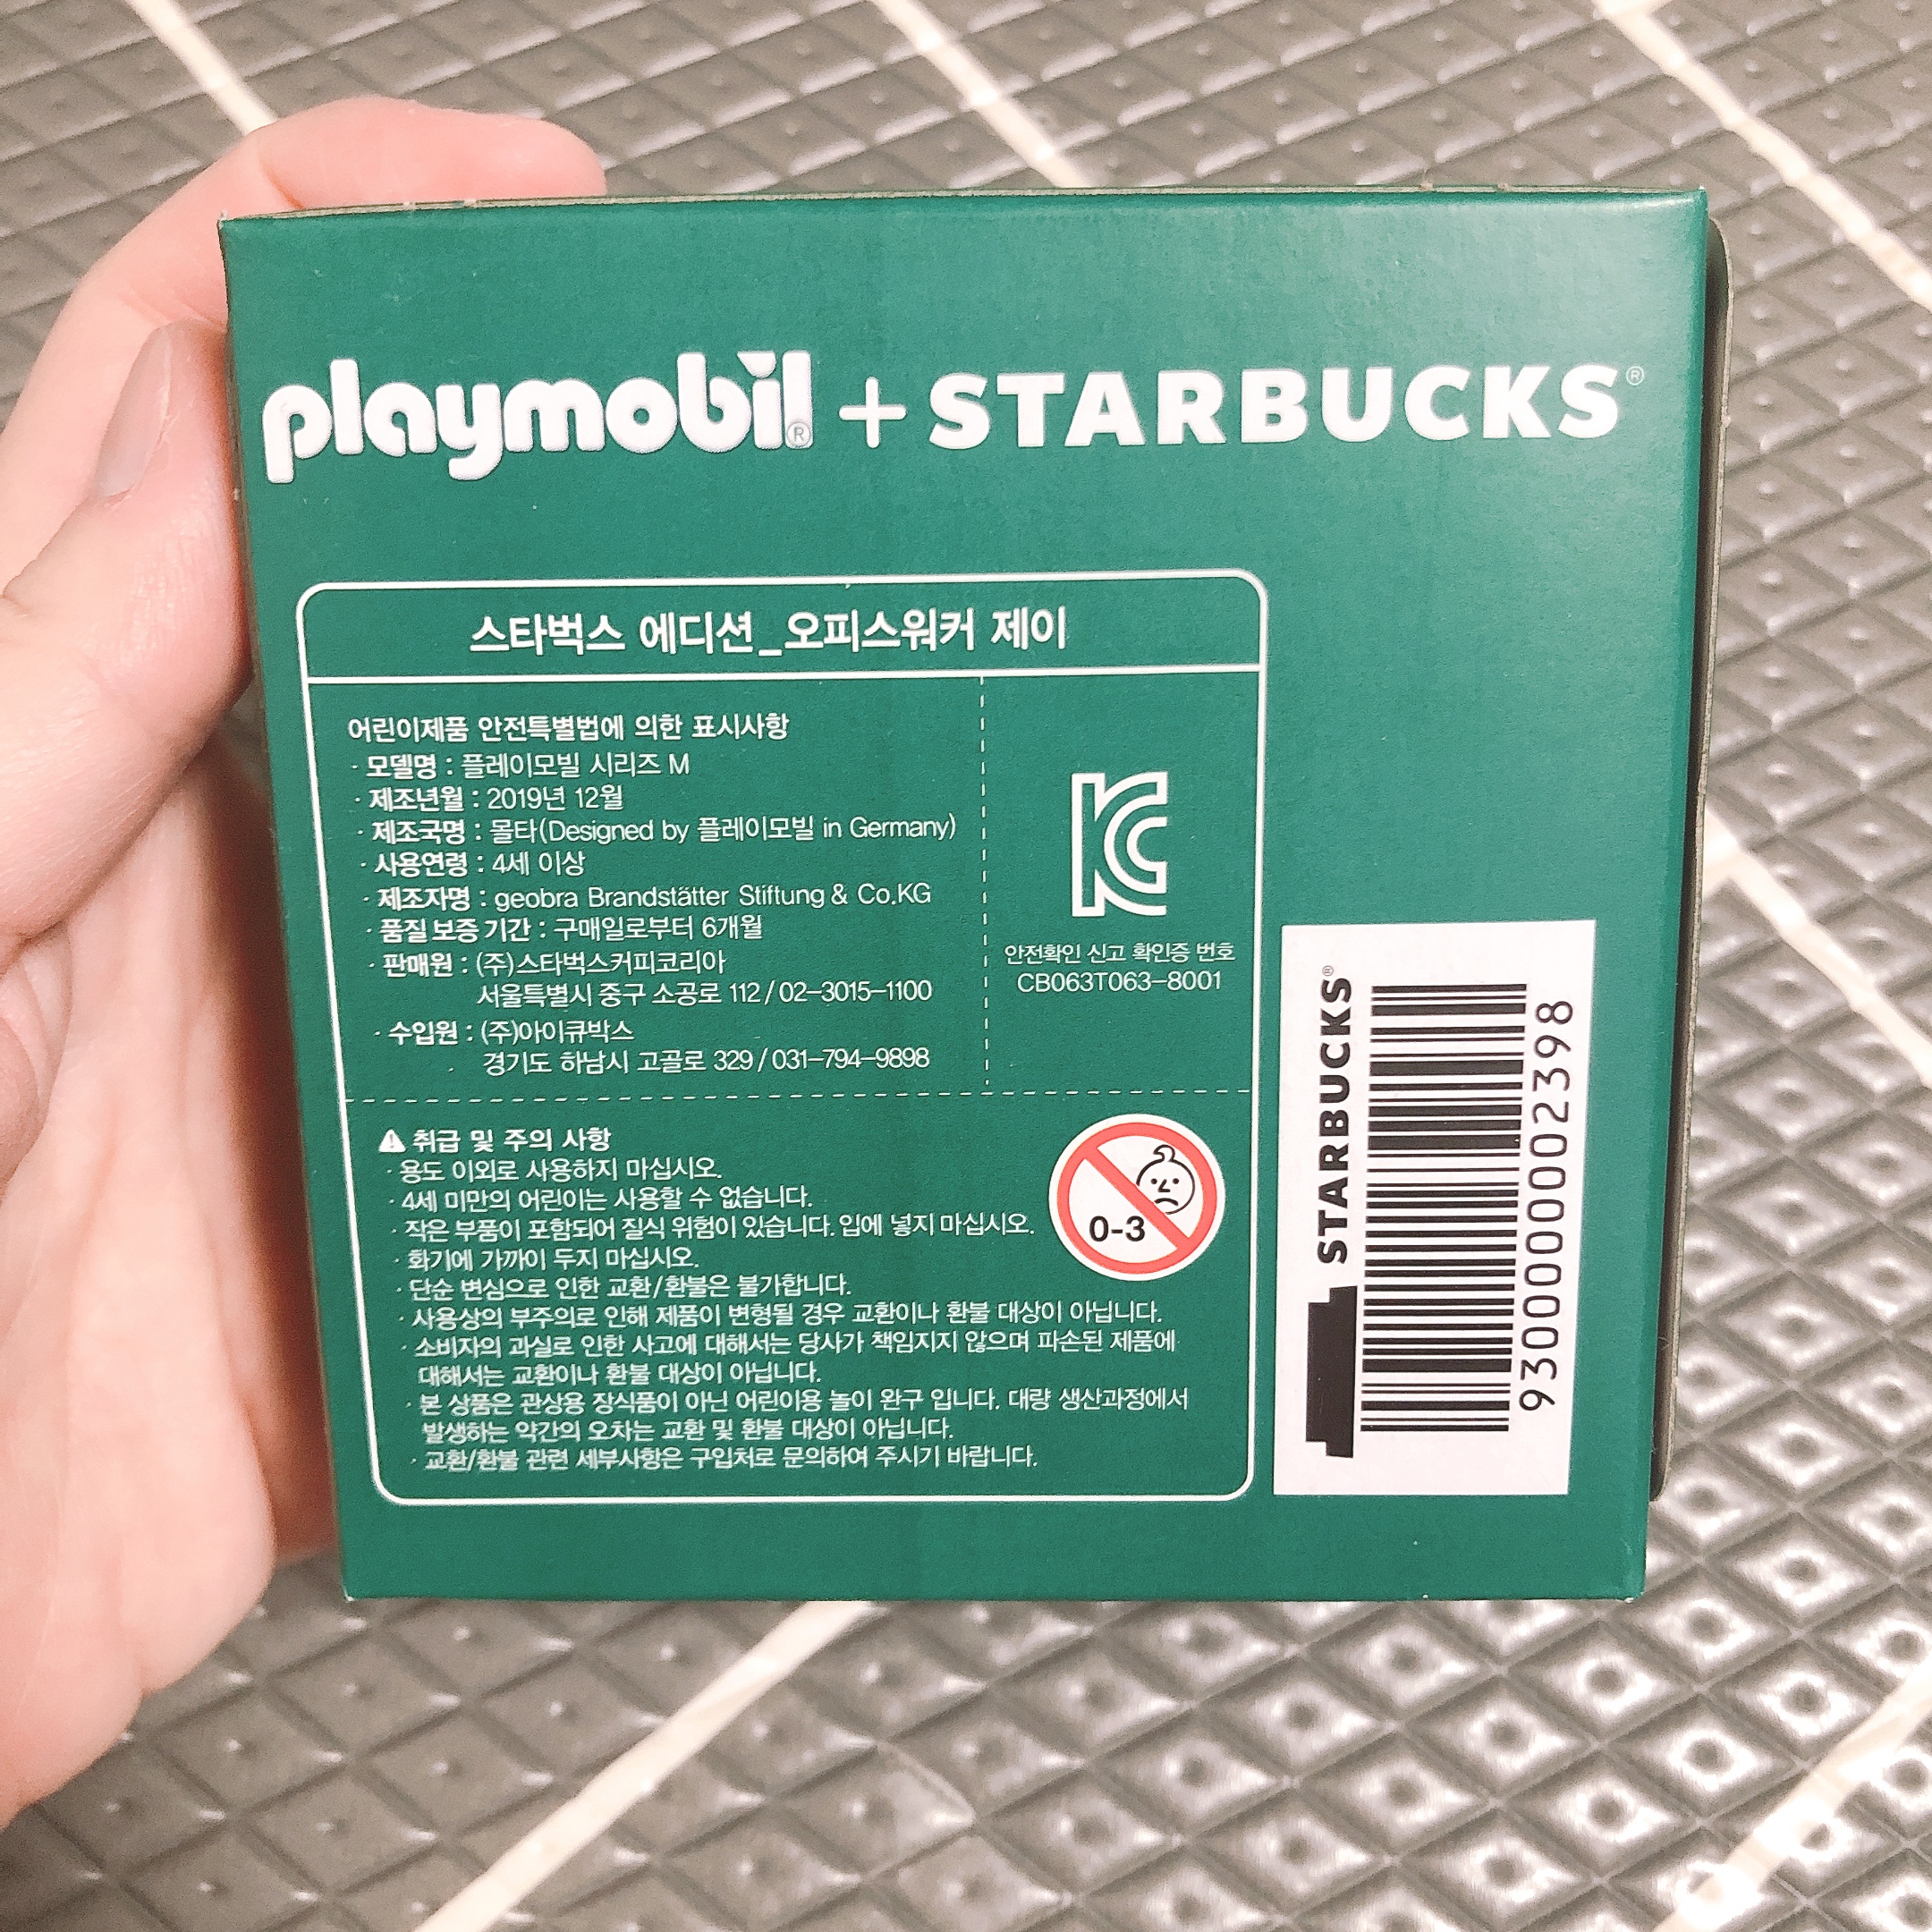 playmobil® + STARBUCKS®
스타벅스 에디션_오피스워커 제이
어린이제품 안전특별법에 의한 표시사항
· 모델명 : 플레이모빌 시리즈 M
· 제조년월 : 2019년 12월
· 제조국명 : 몰타(Designed by 플레이모빌 in Germany)
· 사용연령 : 4세 이상
· 제조자명 : geobra Brandstätter Stiftung & Co.KG
· 품질 보증 기간 : 구매일로부터 6개월
· 판매원 : (주)스타벅스커피코리아
서울특별시 중구 소공로 112 / 02-3015-1100
· 수입원 : (주)아이큐박스
경기도 하남시 고골로 329 / 031-794-9898
KC
안전확인 신고 확인증 번호
CB063T063-8001
⚠ 취급 및 주의 사항
· 용도 이외로 사용하지 마십시오.
· 4세 미만의 어린이는 사용할 수 없습니다.
· 작은 부품이 포함되어 질식 위험이 있습니다. 입에 넣지 마십시오.
· 화기에 가까이 두지 마십시오.
· 단순 변심으로 인한 교환/환불은 불가합니다.
· 사용상의 부주의로 인해 제품이 변형될 경우 교환이나 환불 대상이 아닙니다.
· 소비자의 과실로 인한 사고에 대해서는 당사가 책임지지 않으며 파손된 제품에
대해서는 교환이나 환불 대상이 아닙니다.
· 본 상품은 관상용 장식품이 아닌 어린이용 놀이 완구 입니다. 대량 생산과정에서
발생하는 약간의 오차는 교환 및 환불 대상이 아닙니다.
· 교환/환불 관련 세부사항은 구입처로 문의하여 주시기 바랍니다.
0-3
STARBUCKS®
9300000002398